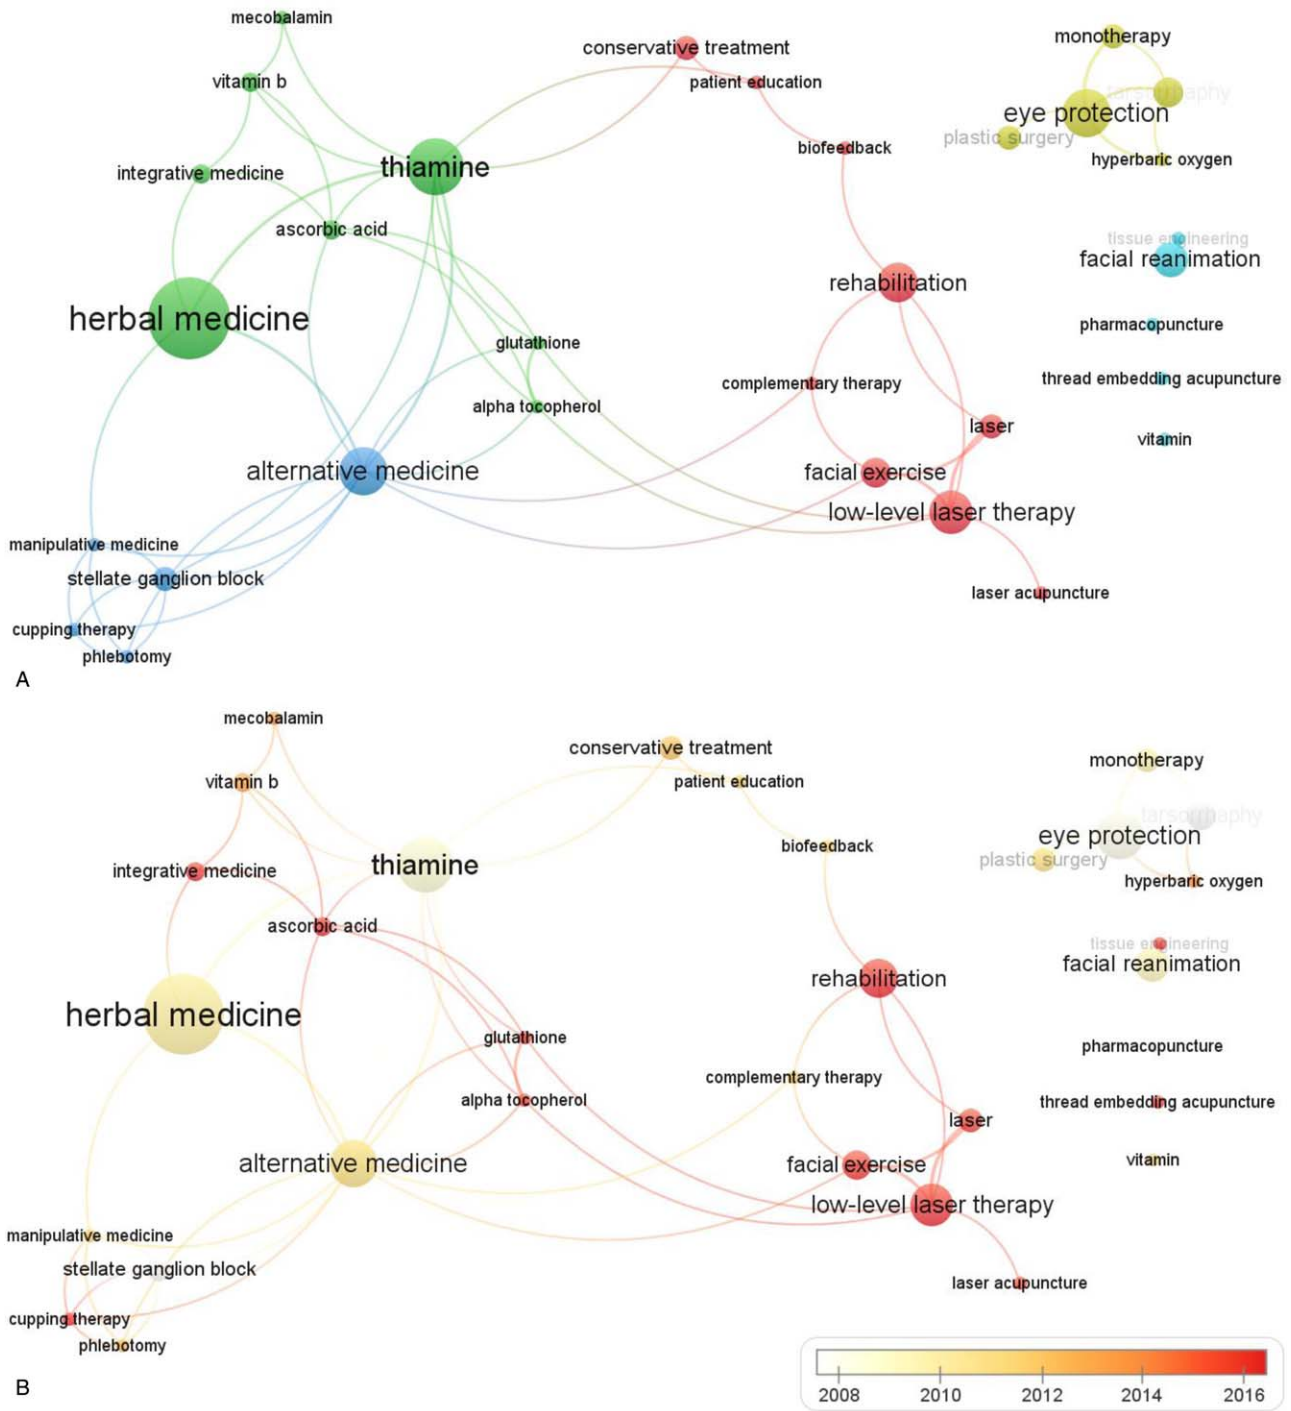 mecobalamin
conservative treatment
monotherapy
vitamin b
patient education
tarsorrhaphy
eye protection
plastic surgery
biofeedback
hyperbaric oxygen
integrative medicine
thiamine
ascorbic acid
tissue engineering
facial reanimation
rehabilitation
herbal medicine
pharmacopuncture
glutathione
complementary therapy
thread embedding acupuncture
alpha tocopherol
laser
vitamin
alternative medicine
facial exercise
low-level laser therapy
manipulative medicine
stellate ganglion block
laser acupuncture
cupping therapy
phlebotomy
A
mecobalamin
conservative treatment
monotherapy
vitamin b
patient education
tarsorrhaphy
eye protection
biofeedback
plastic surgery
integrative medicine
thiamine
hyperbaric oxygen
ascorbic acid
tissue engineering
facial reanimation
rehabilitation
herbal medicine
glutathione
pharmacopuncture
complementary therapy
alpha tocopherol
thread embedding acupuncture
laser
alternative medicine
facial exercise
vitamin
low-level laser therapy
manipulative medicine
stellate ganglion block
laser acupuncture
cupping therapy
phlebotomy
B
2008 2010 2012 2014 2016